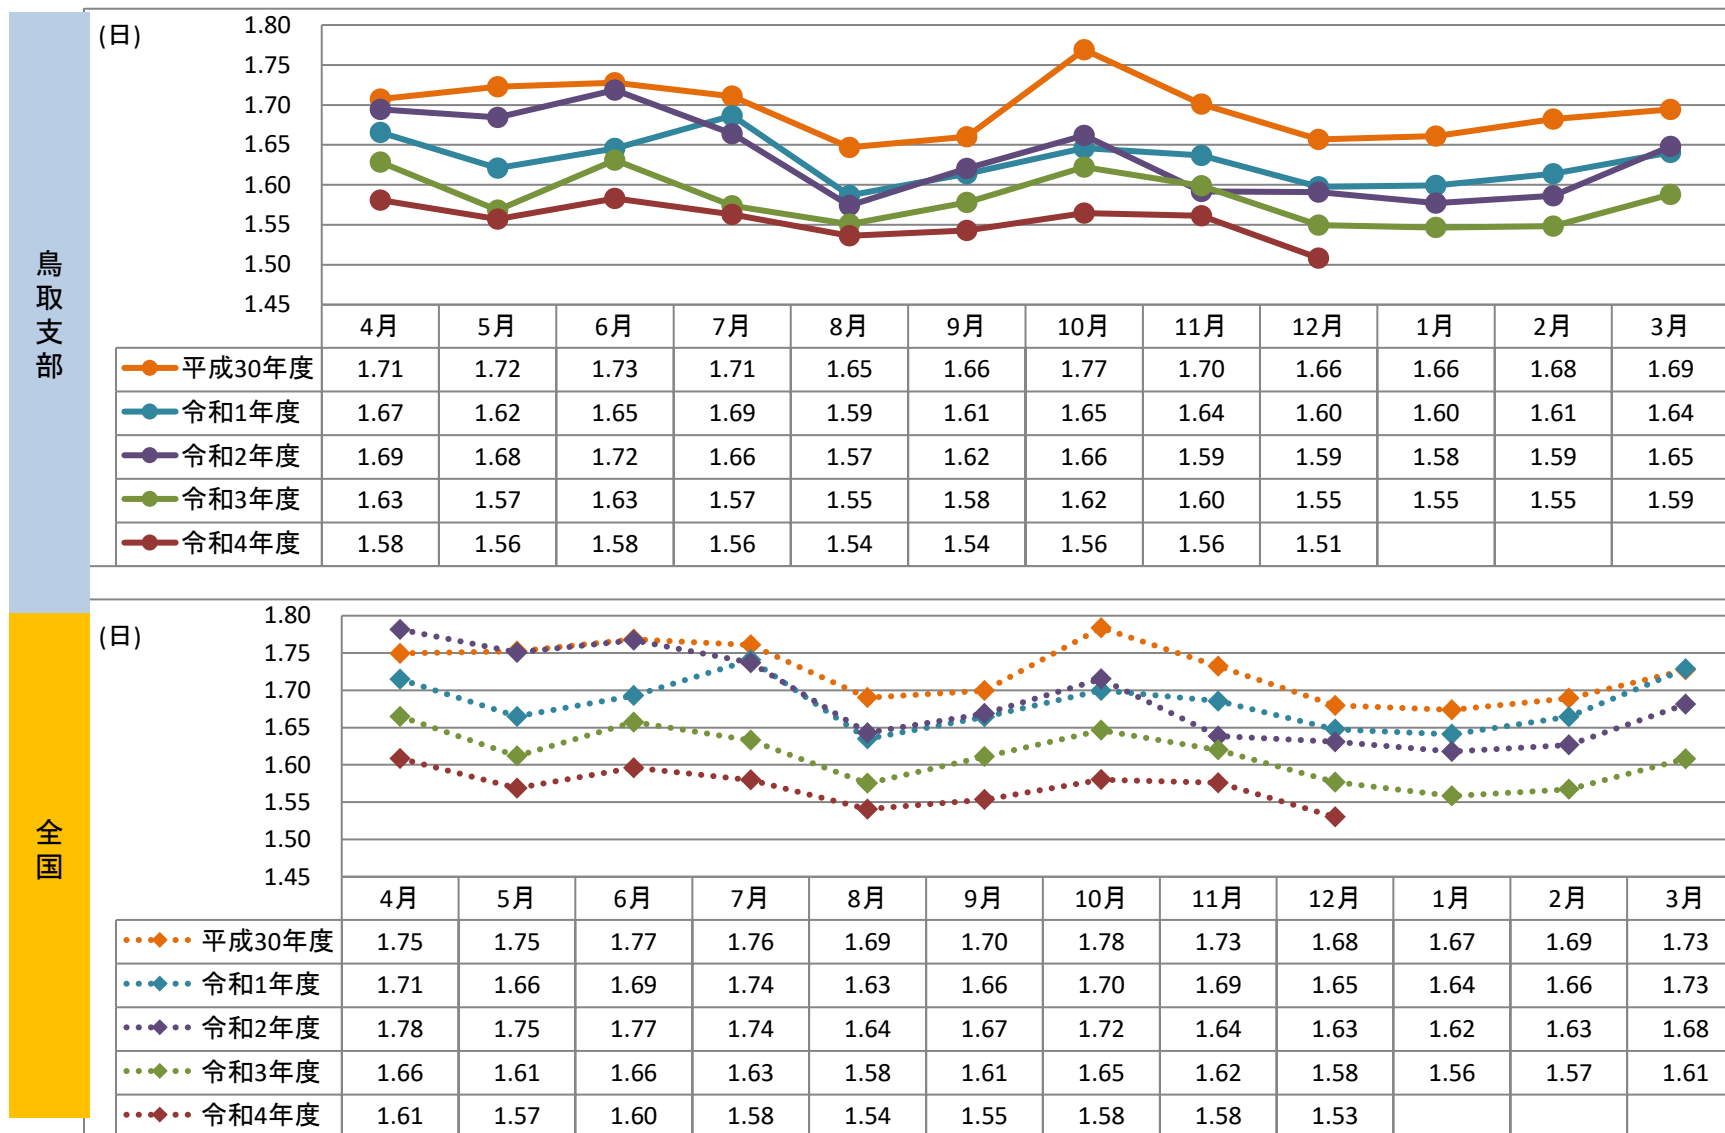 鳥取支部
(日)
1.80
1.75
1.70
1.65
1.60
1.55
1.50
1.45
4月 5月 6月 7月 8月 9月 10月 11月 12月 1月 2月 3月
平成30年度 1.71 1.72 1.73 1.71 1.65 1.66 1.77 1.70 1.66 1.66 1.68 1.69
令和1年度 1.67 1.62 1.65 1.69 1.59 1.61 1.65 1.64 1.60 1.60 1.61 1.64
令和2年度 1.69 1.68 1.72 1.66 1.57 1.62 1.66 1.59 1.59 1.58 1.59 1.65
令和3年度 1.63 1.57 1.63 1.57 1.55 1.58 1.62 1.60 1.55 1.55 1.55 1.59
令和4年度 1.58 1.56 1.58 1.56 1.54 1.54 1.56 1.56 1.51
全国
(日)
1.80
1.75
1.70
1.65
1.60
1.55
1.50
1.45
4月 5月 6月 7月 8月 9月 10月 11月 12月 1月 2月 3月
平成30年度 1.75 1.75 1.77 1.76 1.69 1.70 1.78 1.73 1.68 1.67 1.69 1.73
令和1年度 1.71 1.66 1.69 1.74 1.63 1.66 1.70 1.69 1.65 1.64 1.66 1.73
令和2年度 1.78 1.75 1.77 1.74 1.64 1.67 1.72 1.64 1.63 1.62 1.63 1.68
令和3年度 1.66 1.61 1.66 1.63 1.58 1.61 1.65 1.62 1.58 1.56 1.57 1.61
令和4年度 1.61 1.57 1.60 1.58 1.54 1.55 1.58 1.58 1.53